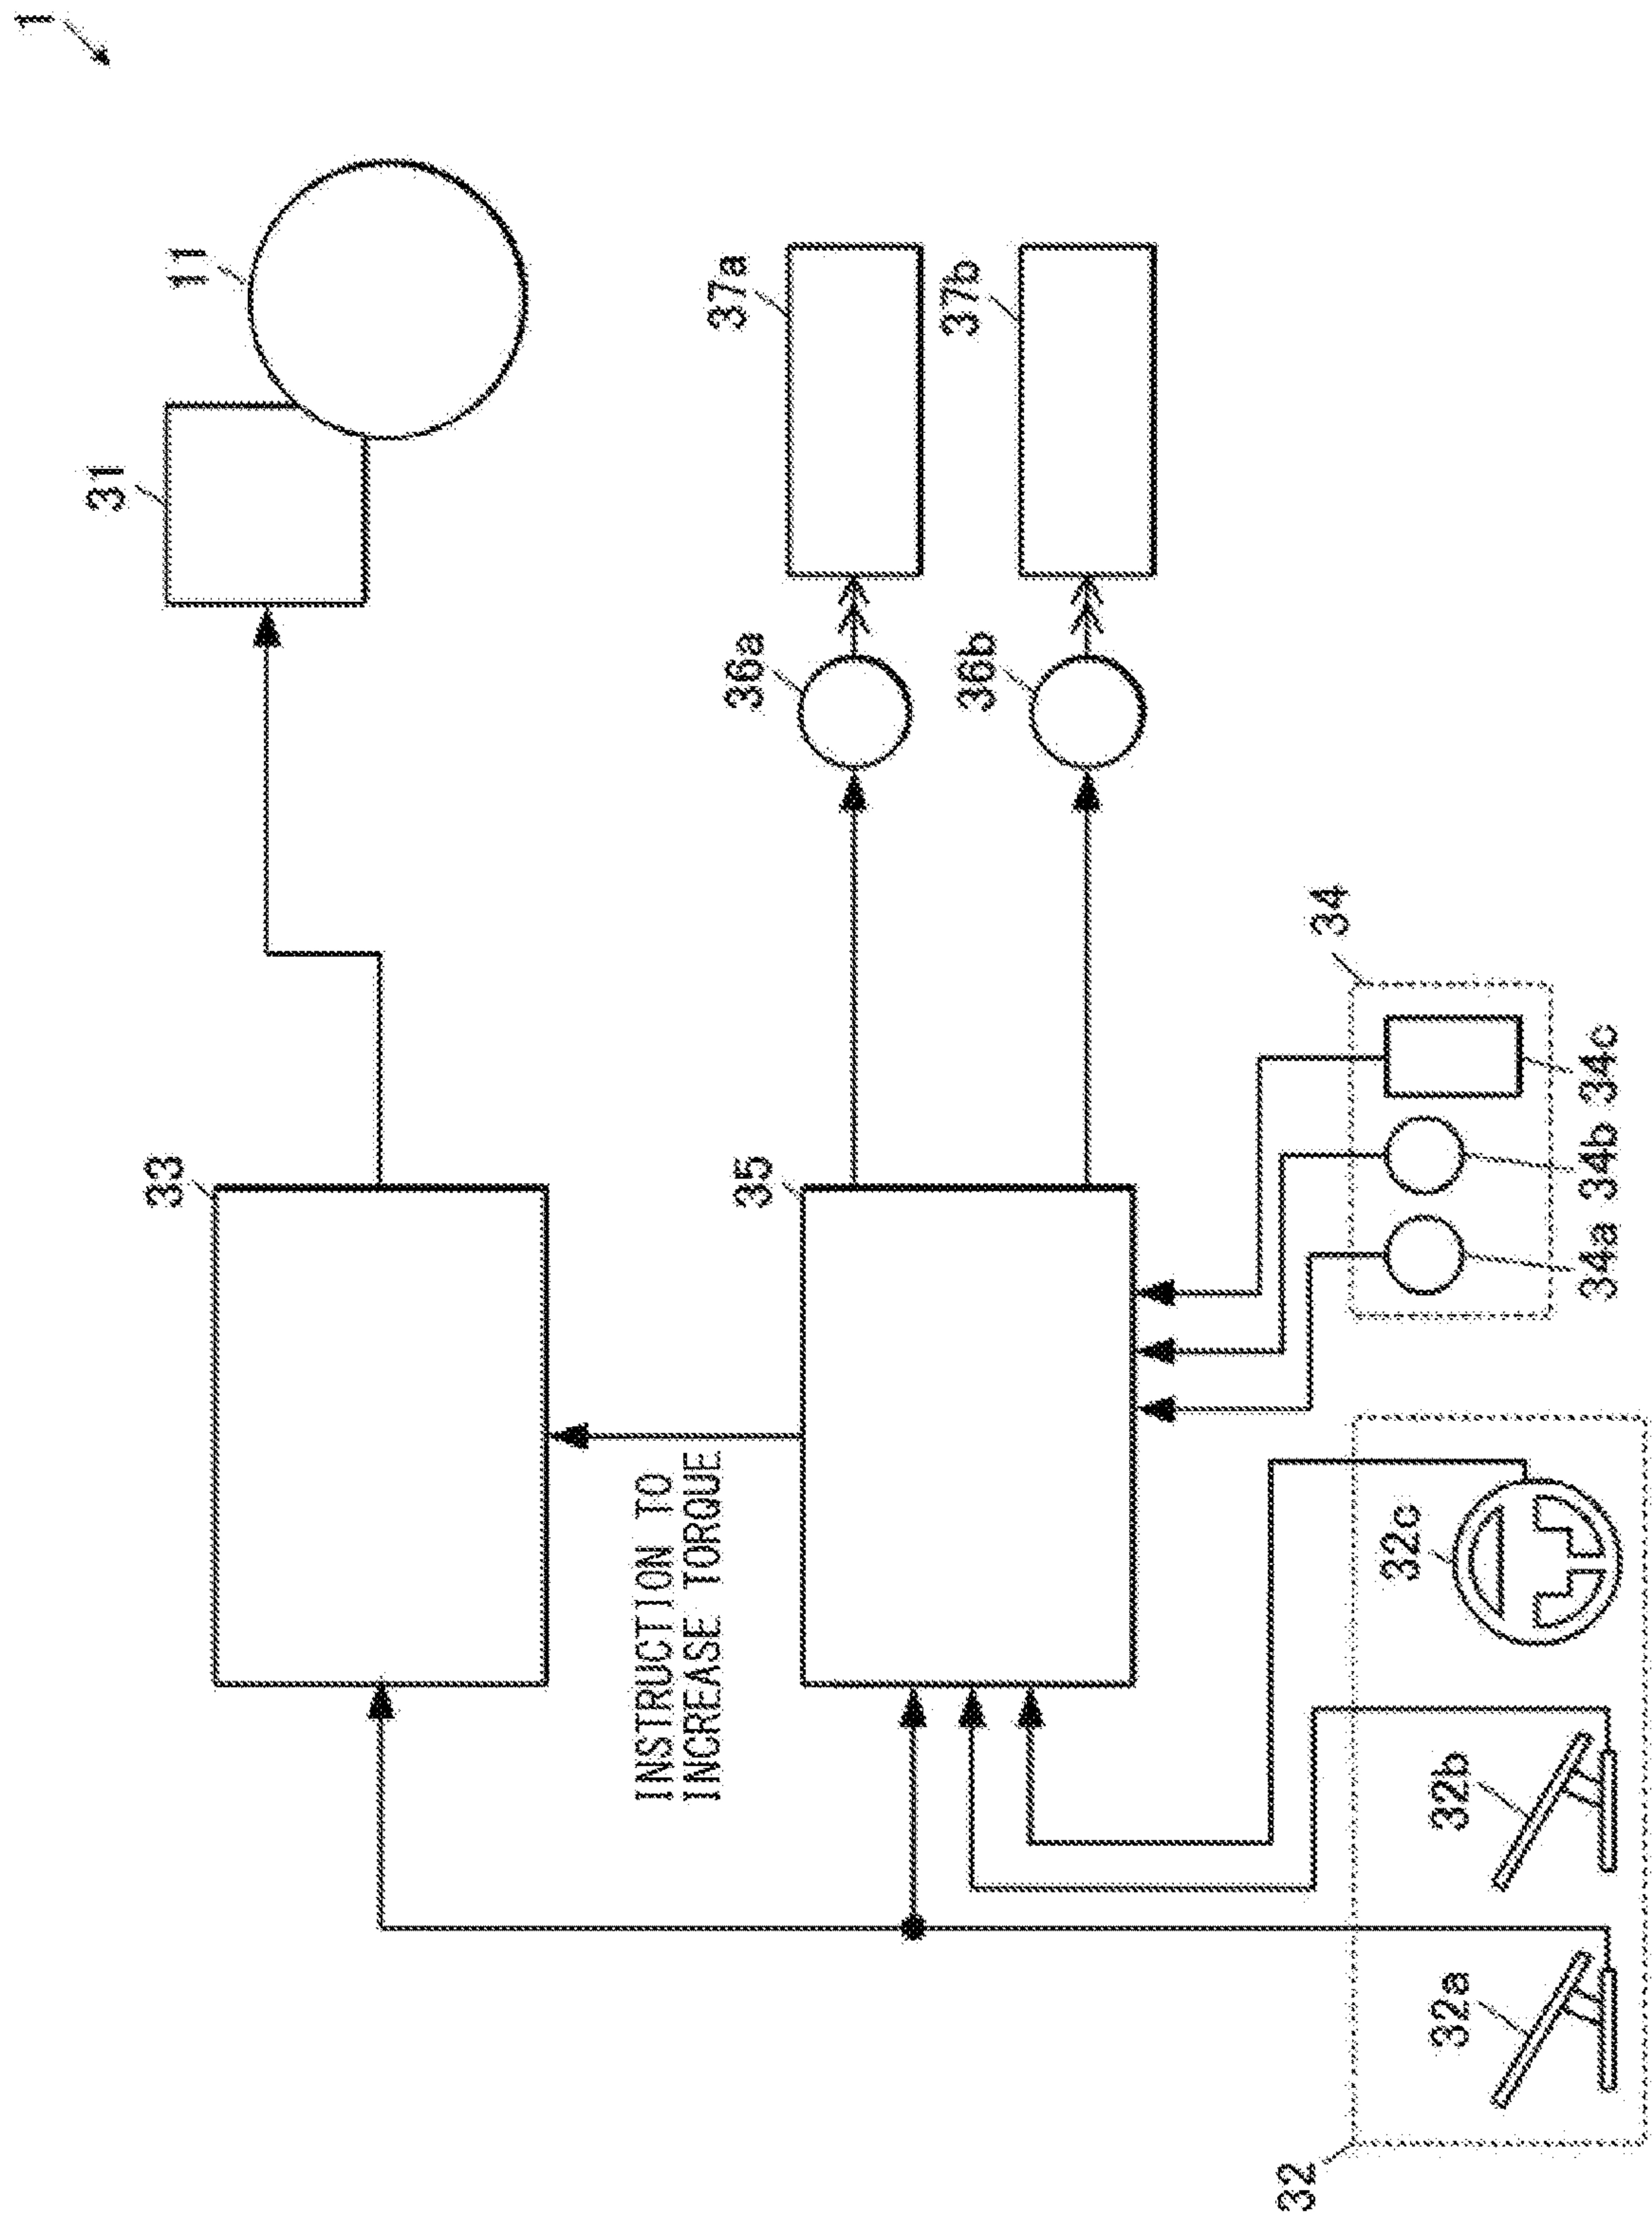 1
11
31
33
37a
36a
37b
36b
35
INSTRUCTION TO
INCREASE TORQUE
34
34a
34b
34c
32
32a
32b
32c